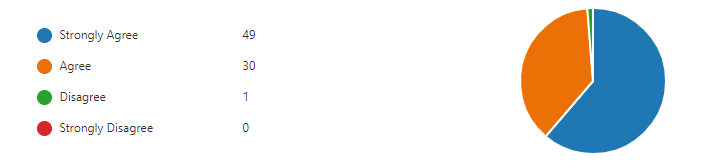 Strongly Agree 49
Agree 30
Disagree 1
Strongly Disagree 0